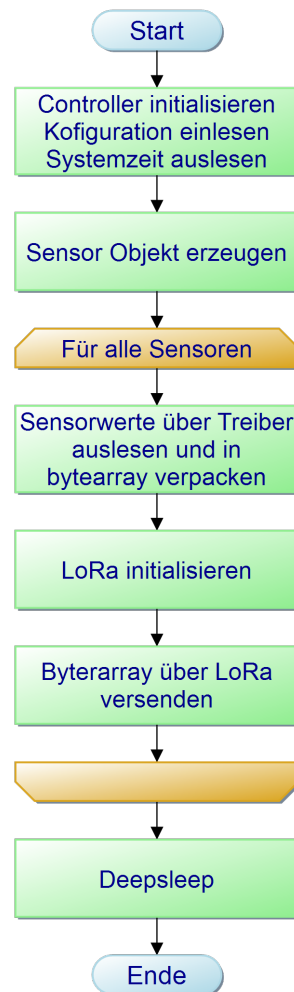 Start
Controller initialisieren
Kofiguration einlesen
Systemzeit auslesen
Sensor Objekt erzeugen
Für alle Sensoren
Sensorwerte über Treiber
auslesen und in
bytearray verpacken
LoRa initialisieren
Byterarray über LoRa
versenden
Deepsleep
Ende